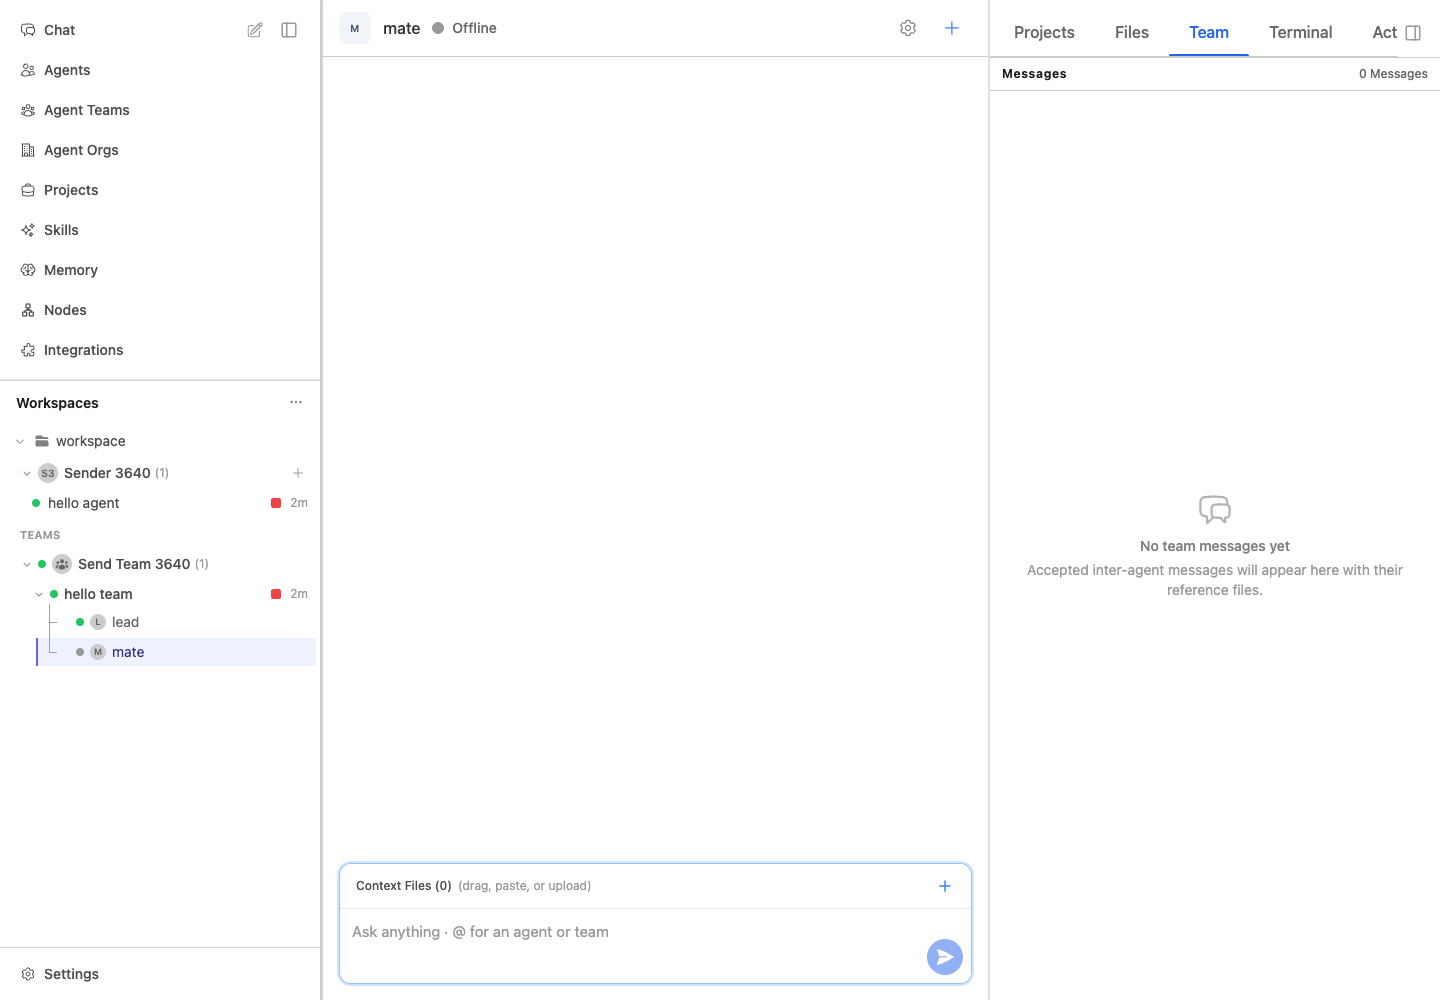 Chat
Agents
Agent Teams
Agent Orgs
Projects
Skills
Memory
Nodes
Integrations
Workspaces
workspace
S3 Sender 3640 (1)
hello agent 2m
TEAMS
Send Team 3640 (1)
hello team 2m
L lead
M mate
Settings
M mate Offline
Context Files (0) (drag, paste, or upload)
Ask anything · @ for an agent or team
Projects Files Team Terminal Act
Messages 0 Messages
No team messages yet
Accepted inter-agent messages will appear here with their
reference files.